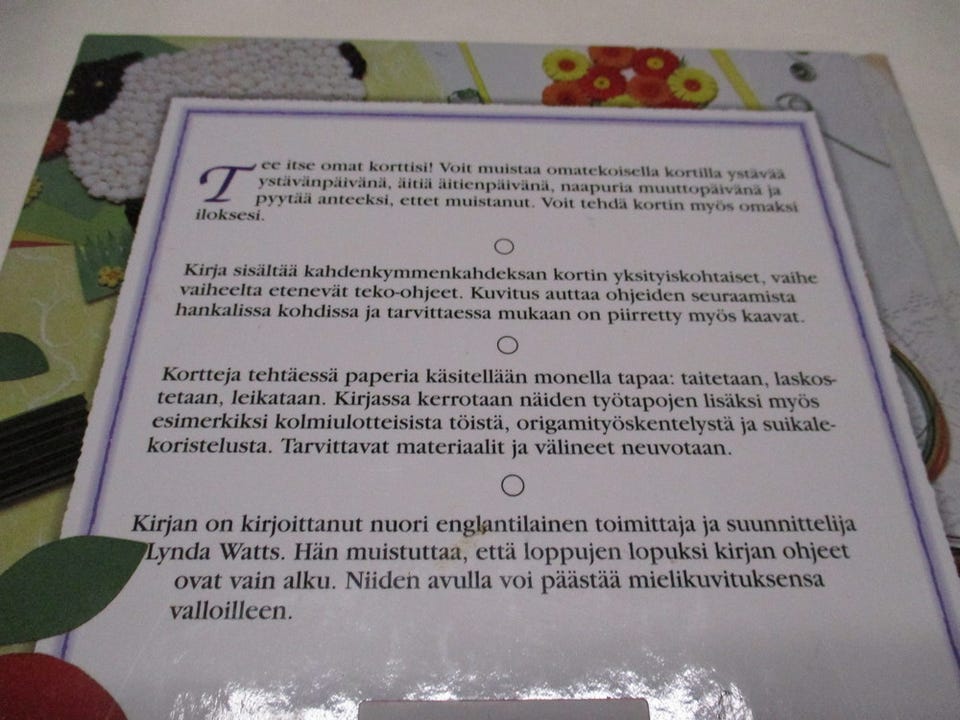 Tee itse omat korttisi! Voit muistaa omatekoisella kortilla ystävää
ystävänpäivänä, äitiä äitienpäivänä, naapuria muuttopäivänä ja
pyytää anteeksi, ettet muistanut. Voit tehdä kortin myös omaksi
iloksesi.
Kirja sisältää kahdenkymmenkahdeksan kortin yksityiskohtaiset, vaihe
vaiheelta etenevät teko-ohjeet. Kuvitus auttaa ohjeiden seuraamista
hankalissa kohdissa ja tarvittaessa mukaan on piirretty myös kaavat.
Kortteja tehtäessä paperia käsitellään monella tapaa: taitetaan, laskos-
tetaan, leikataan. Kirjassa kerrotaan näiden työtapojen lisäksi myös
esimerkiksi kolmiulotteisista töistä, origamityöskentelystä ja suikale-
koristelusta. Tarvittavat materiaalit ja välineet neuvotaan.
Kirjan on kirjoittanut nuori englantilainen toimittaja ja suunnittelija
Lynda Watts. Hän muistuttaa, että loppujen lopuksi kirjan ohjeet
ovat vain alku. Niiden avulla voi päästää mielikuvituksensa
valloilleen.